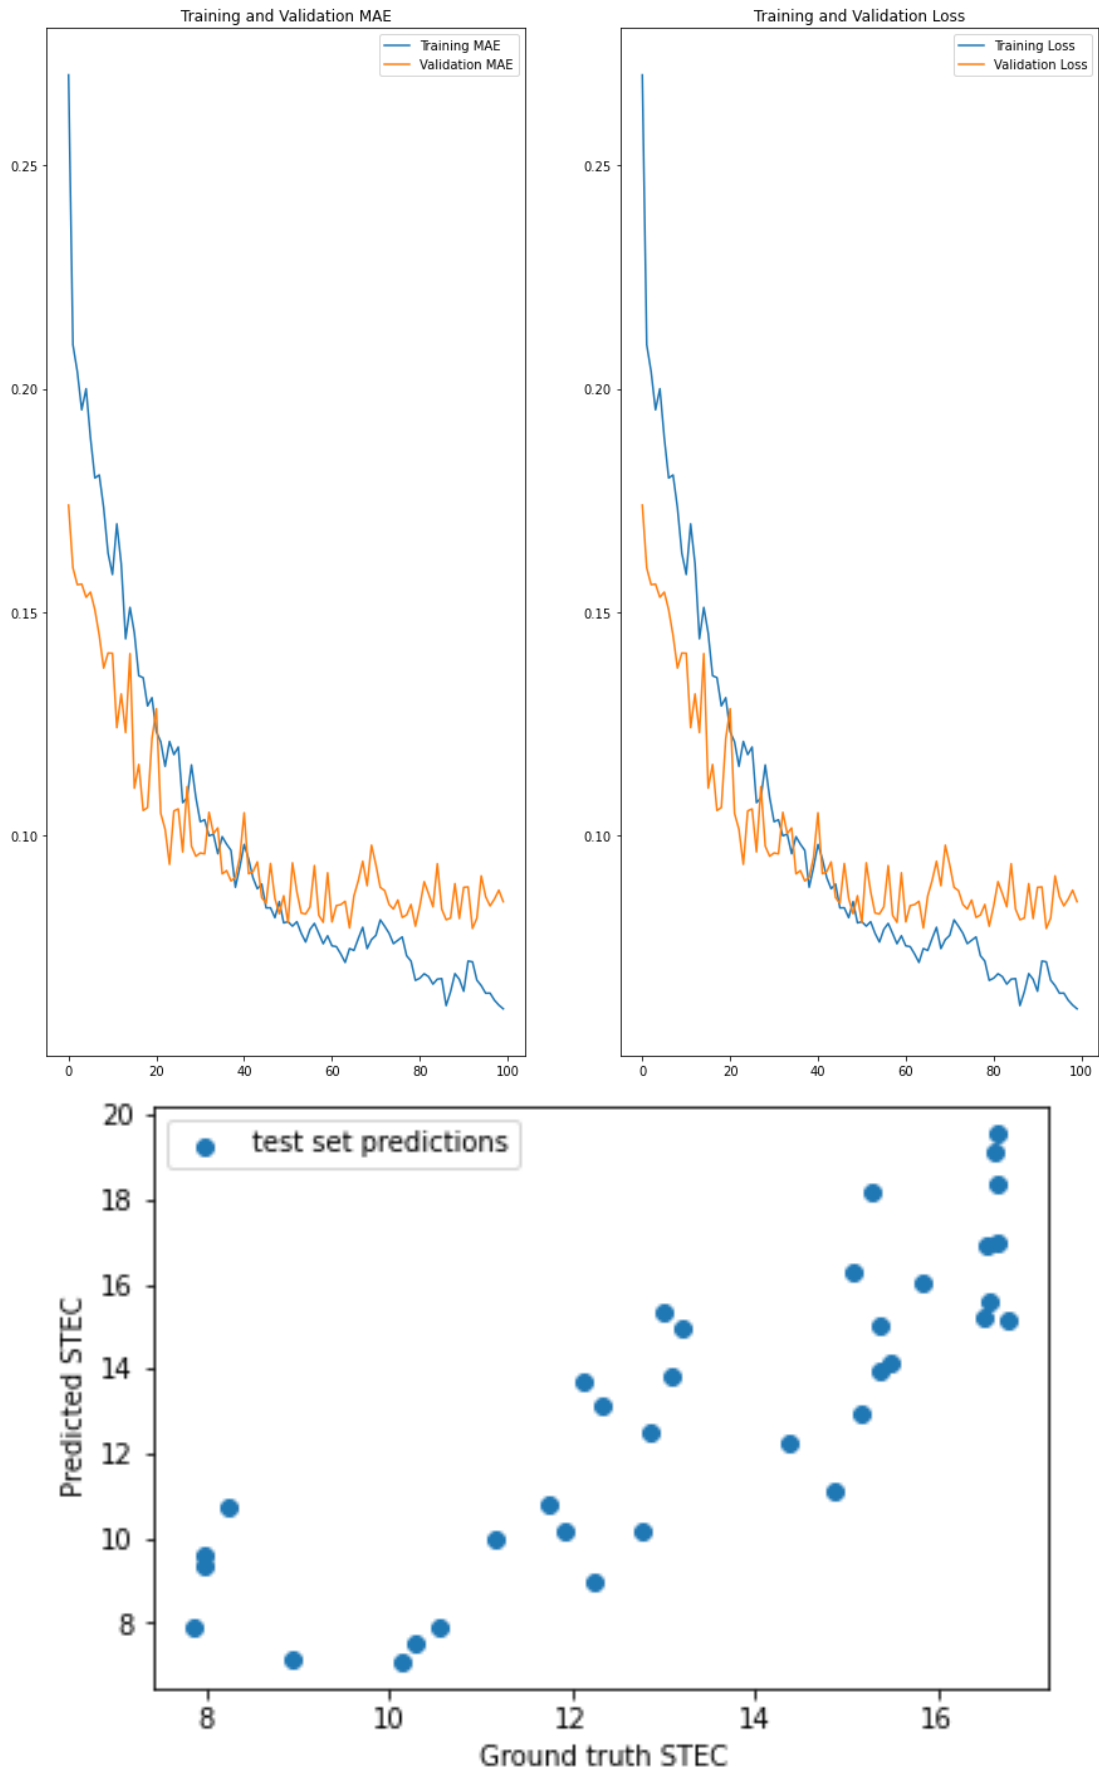 Training and Validation MAE
Training MAE
Validation MAE
0.25
0.20
0.15
0.10
0 20 40 60 80 100
Training and Validation Loss
Training Loss
Validation Loss
0.25
0.20
0.15
0.10
0 20 40 60 80 100
test set predictions
Predicted STEC
20
18
16
14
12
10
8
8 10 12 14 16
Ground truth STEC